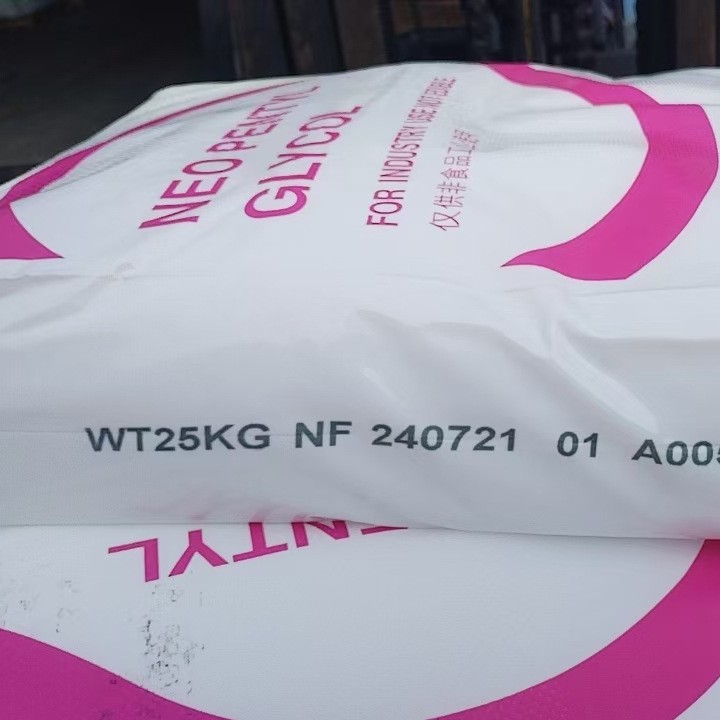 NEOPENTYL
GLYCOL
FOR INDUSTRY USE NOT EDIBLE
仅供非食品工业
WT25KG NF 240721 01 A005
ENTYL